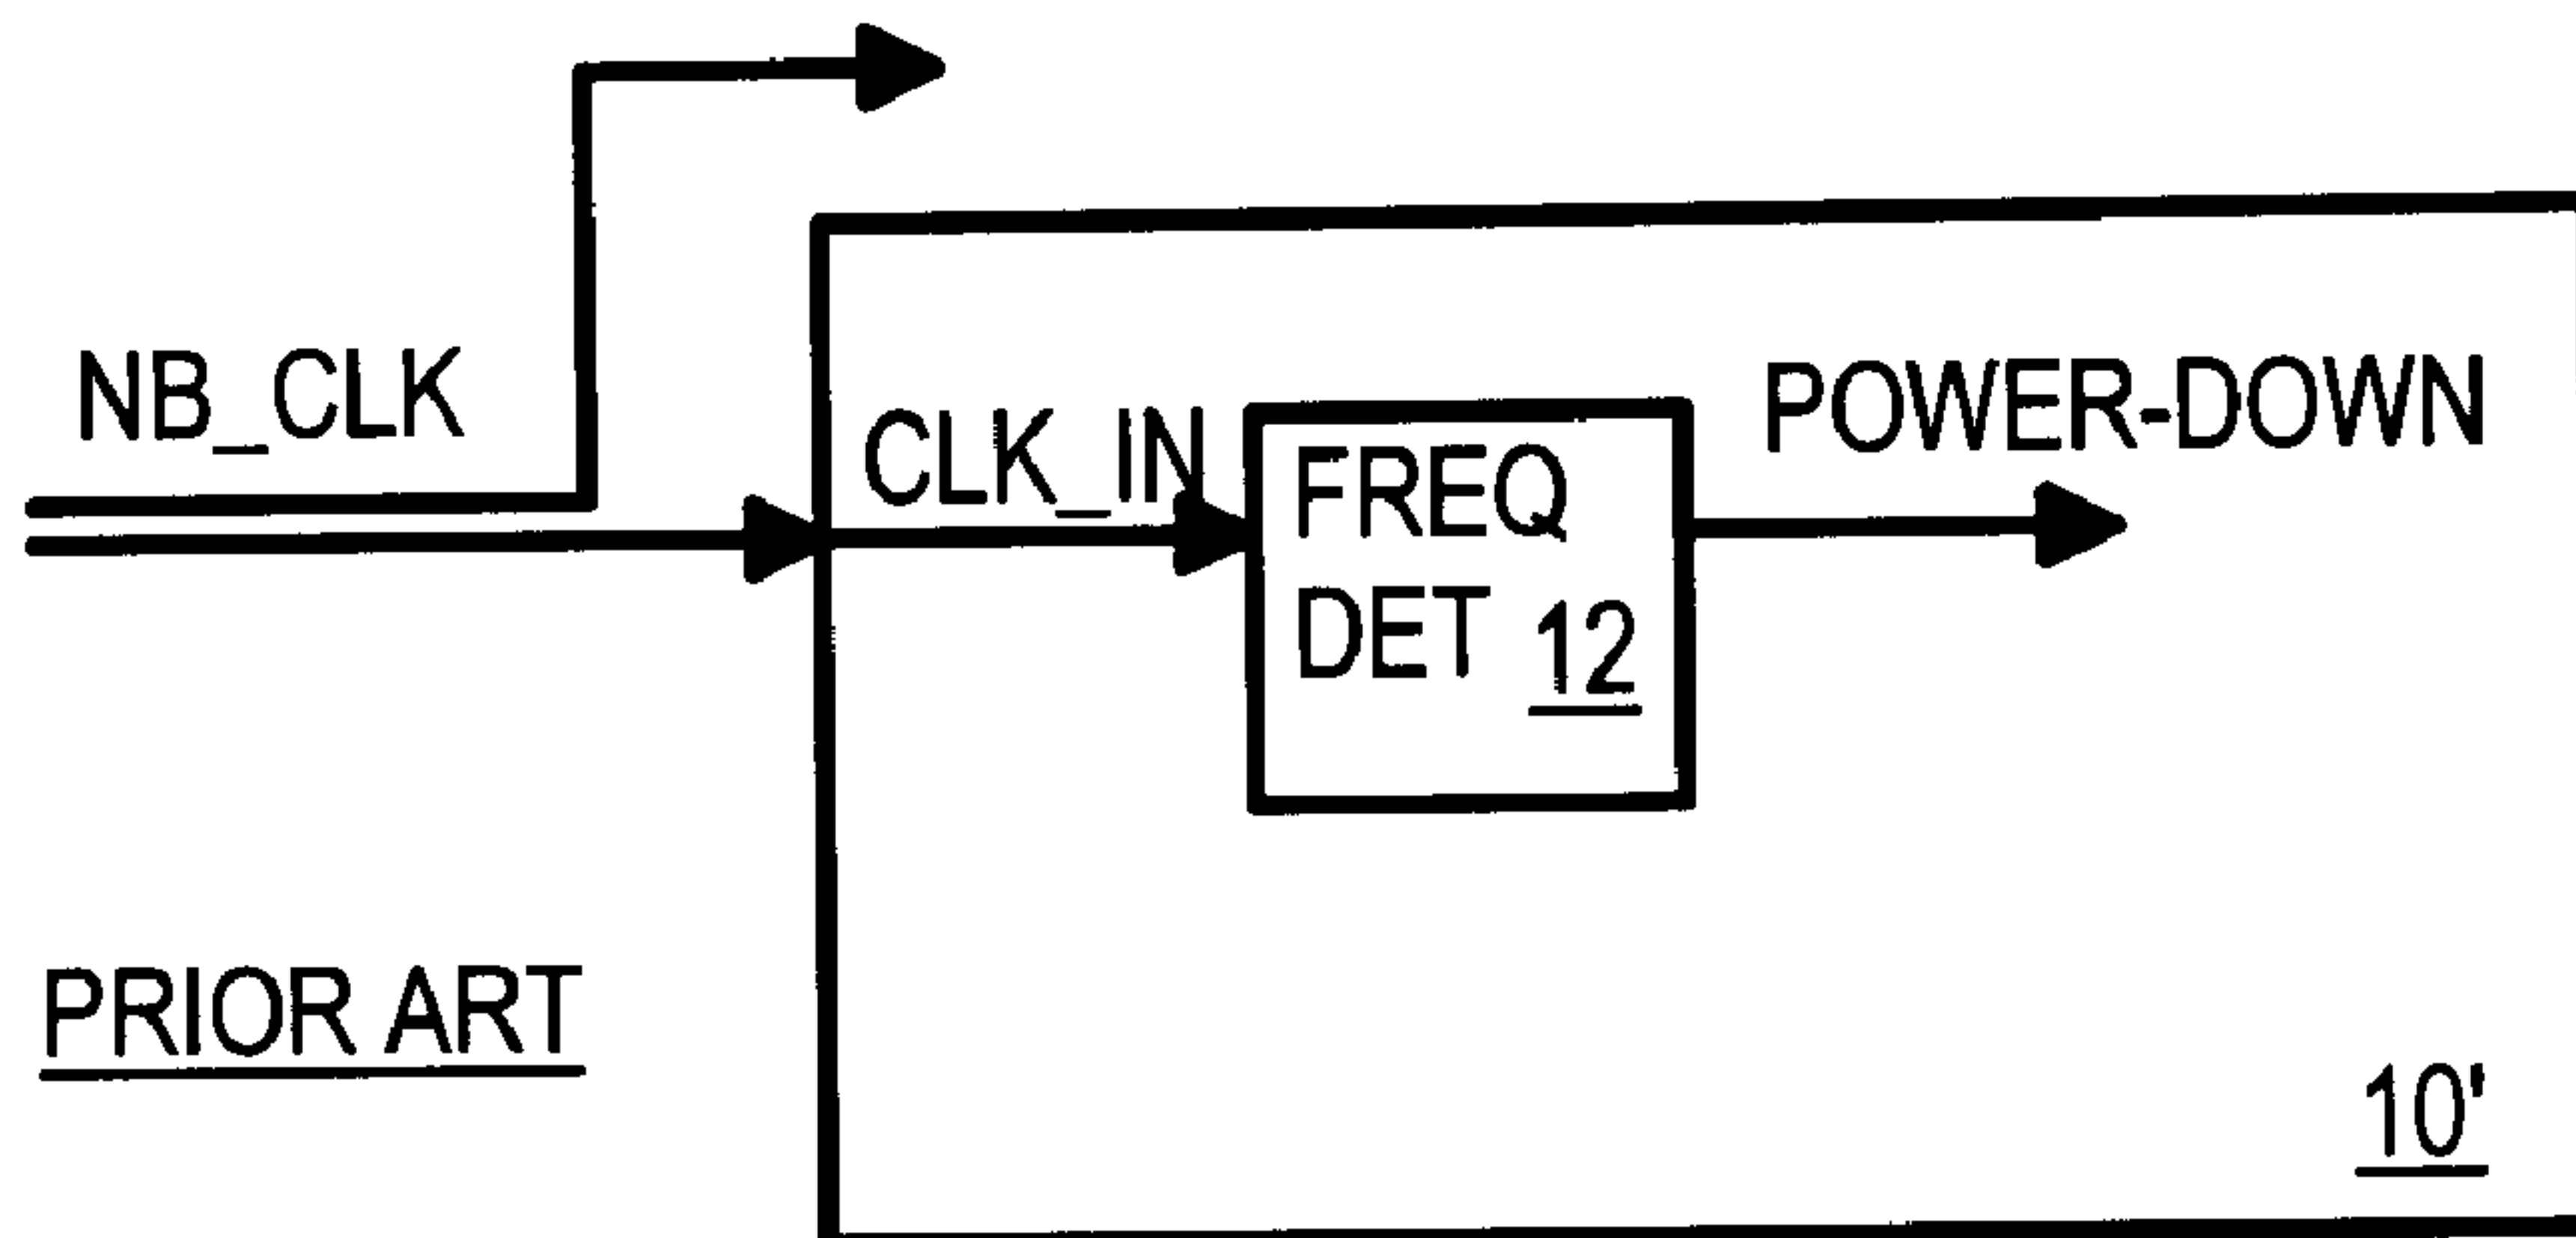 NB_CLK
CLK_IN
FREQ
DET 12
POWER-DOWN
PRIOR ART
10'